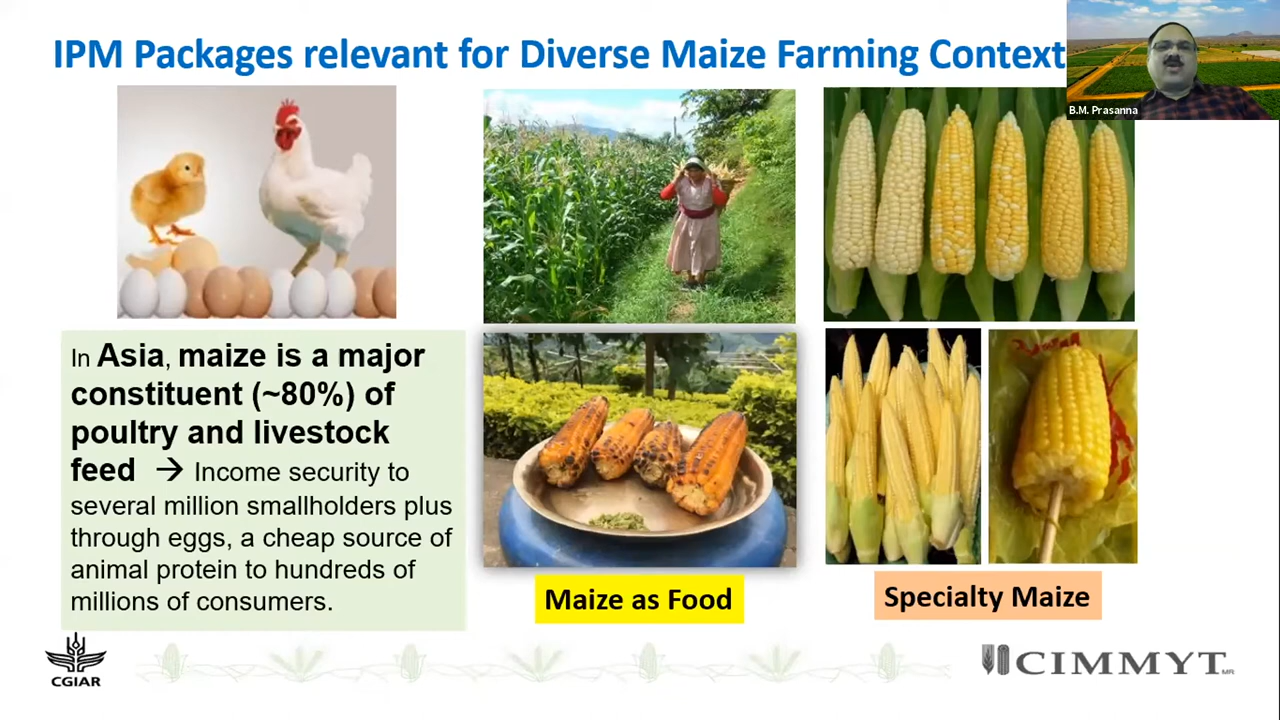 IPM Packages relevant for Diverse Maize Farming Context
B.M. Prasanna
In Asia, maize is a major
constituent (~80%) of
poultry and livestock
feed → Income security to
several million smallholders plus
through eggs, a cheap source of
animal protein to hundreds of
millions of consumers.
Maize as Food
Specialty Maize
CGIAR
CIMMYT